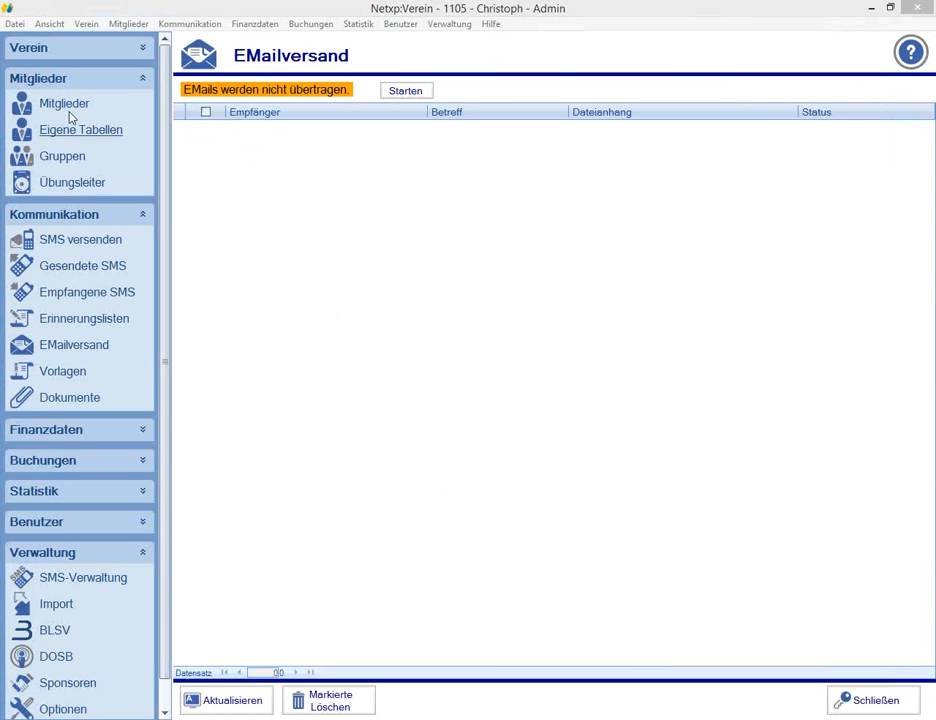 Netxp:Verein - 1105 - Christoph - Admin
Datei Ansicht Verein Mitglieder Kommunikation Finanzdaten Buchungen Statistik Benutzer Verwaltung Hilfe
Verein
Mitglieder
Mitglieder
Eigene Tabellen
Gruppen
Übungsleiter
Kommunikation
SMS versenden
Gesendete SMS
Empfangene SMS
Erinnerungslisten
EMailversand
Vorlagen
Dokumente
Finanzdaten
Buchungen
Statistik
Benutzer
Verwaltung
SMS-Verwaltung
Import
BLSV
DOSB
Sponsoren
Optionen
EMailversand
?
EMails werden nicht übertragen.
Starten
Empfänger Betreff Dateianhang Status
Datensatz 0/0
Aktualisieren
Markierte
Löschen
Schließen